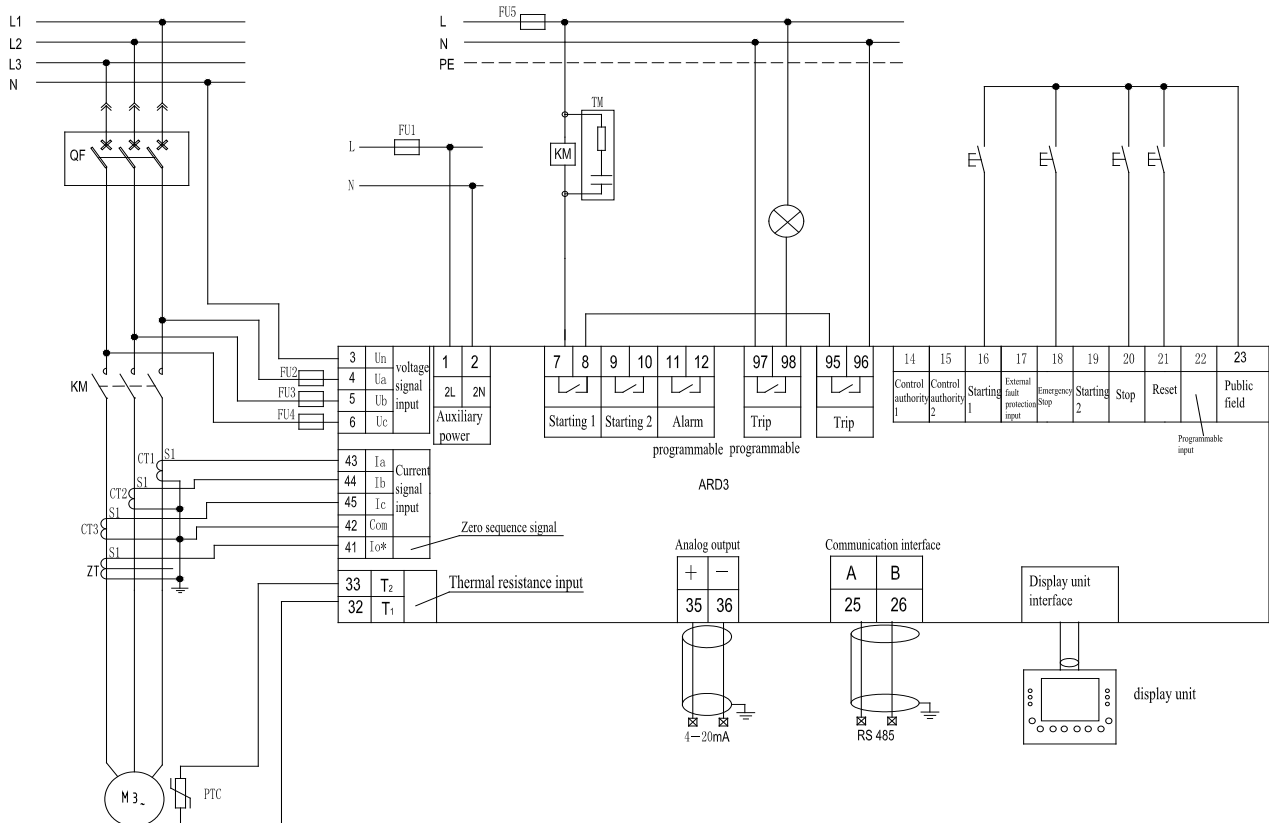 L1
L2
L3
N
L
FU5
N
PE
QF
FU1
L
N
TM
KM
KM
FU2
FU3
FU4
3 Un
4 Ua
5 Ub
6 Uc
voltage
signal
input
1 2
2L 2N
Auxiliary
power
7 8 9 10 11 12
Starting 1 Starting 2 Alarm
programmable
97 98
Trip
programmable
95 96
Trip
14 15 16 17 18 19 20 21 22 23
Control
authority
1
Control
authority
2
Starting
1
External
fault
protection
input
Emergency
Stop
Starting
2
Stop
Reset
Programmable
input
Public
field
ARD3
CT1 S1
CT2 S1
CT3 S1
ZT S1
43 Ia
44 Ib
45 Ic
42 Com
41 Io*
Current
signal
input
Zero sequence signal
33 T2
32 T1
Thermal resistance input
Analog output
+ −
35 36
4－20mA
Communication interface
A B
25 26
RS 485
Display unit
interface
display unit
M 3~
PTC